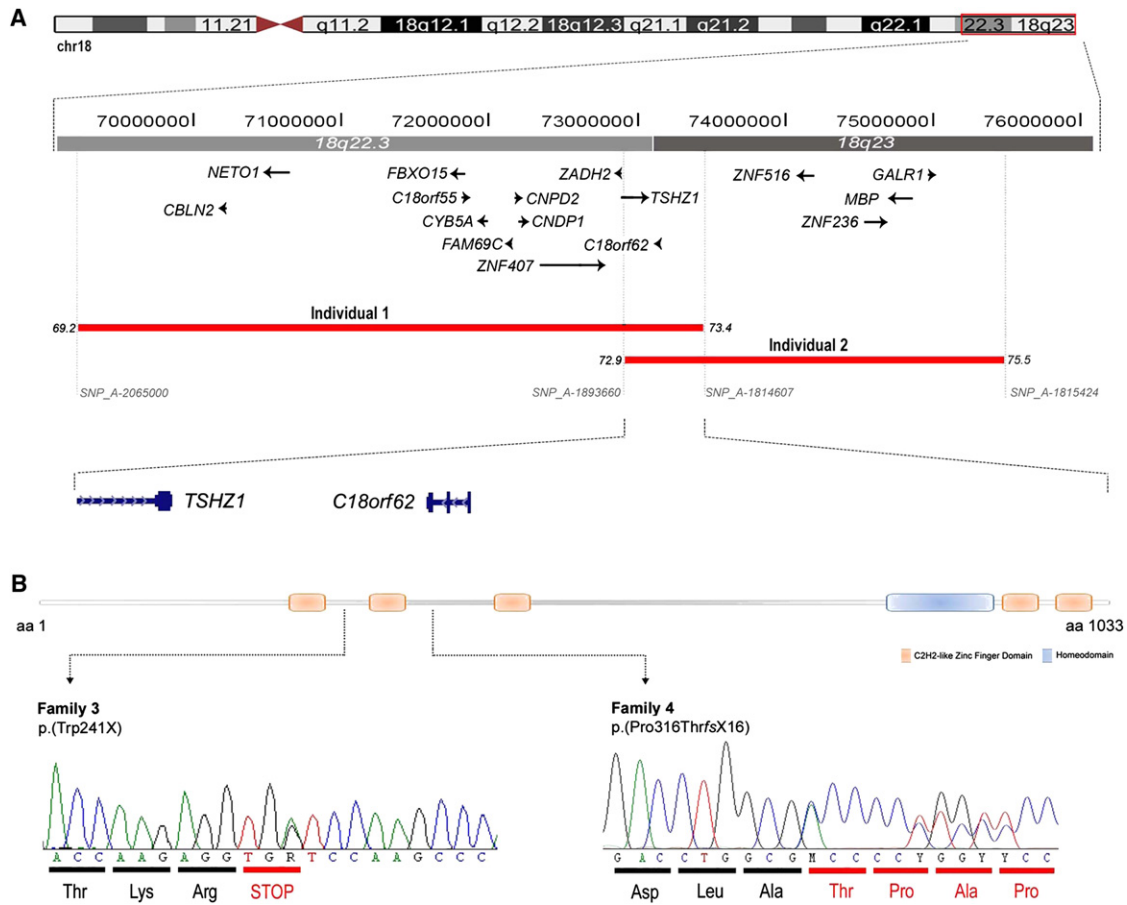 A
11.21 q11.2 18q12.1 q12.2 18q12.3 q21.1 q21.2 q22.1 22.3 18q23
chr18
70000000 71000000 72000000 73000000 74000000 75000000 76000000
18q22.3 18q23
NETO1 FBXO15 ZADH2 ZNF516 GALR1
C18orf55 CNPD2 TSHZ1 MBP
CBLN2
CYB5A CNDP1 ZNF236
FAM69C C18orf62
ZNF407
Individual 1
69.2 73.4
Individual 2
72.9 75.5
SNP_A-2065000 SNP_A-1893660 SNP_A-1814607 SNP_A-1815424
TSHZ1 C18orf62
B
aa 1 aa 1033
C2H2-like Zinc Finger Domain Homeodomain
Family 3
p.(Trp241X)
A C C A A G A G G T G R T C C A A G C C C
Thr Lys Arg STOP
Family 4
p.(Pro316ThrfsX16)
G A C C T G G C G M C C C C Y G G Y Y C C
Asp Leu Ala Thr Pro Ala Pro